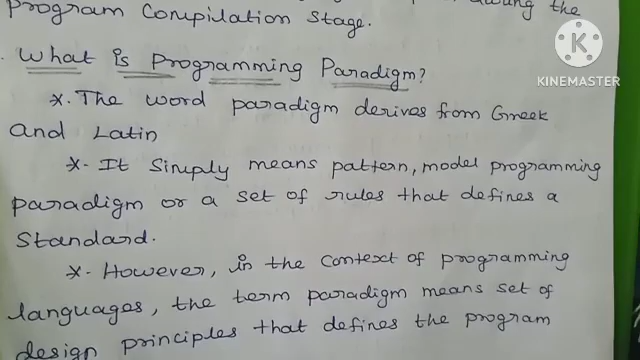 during the
Program Compilation Stage.
What is Programming Paradigm?
*. The word paradigm derives from Greek
and Latin
*. It Simply means pattern, model programming
paradigm or a set of rules that defines a
Standard.
*. However, in the context of programming
languages, the term paradigm means set of
design principles that defines the program
K
KINEMASTER